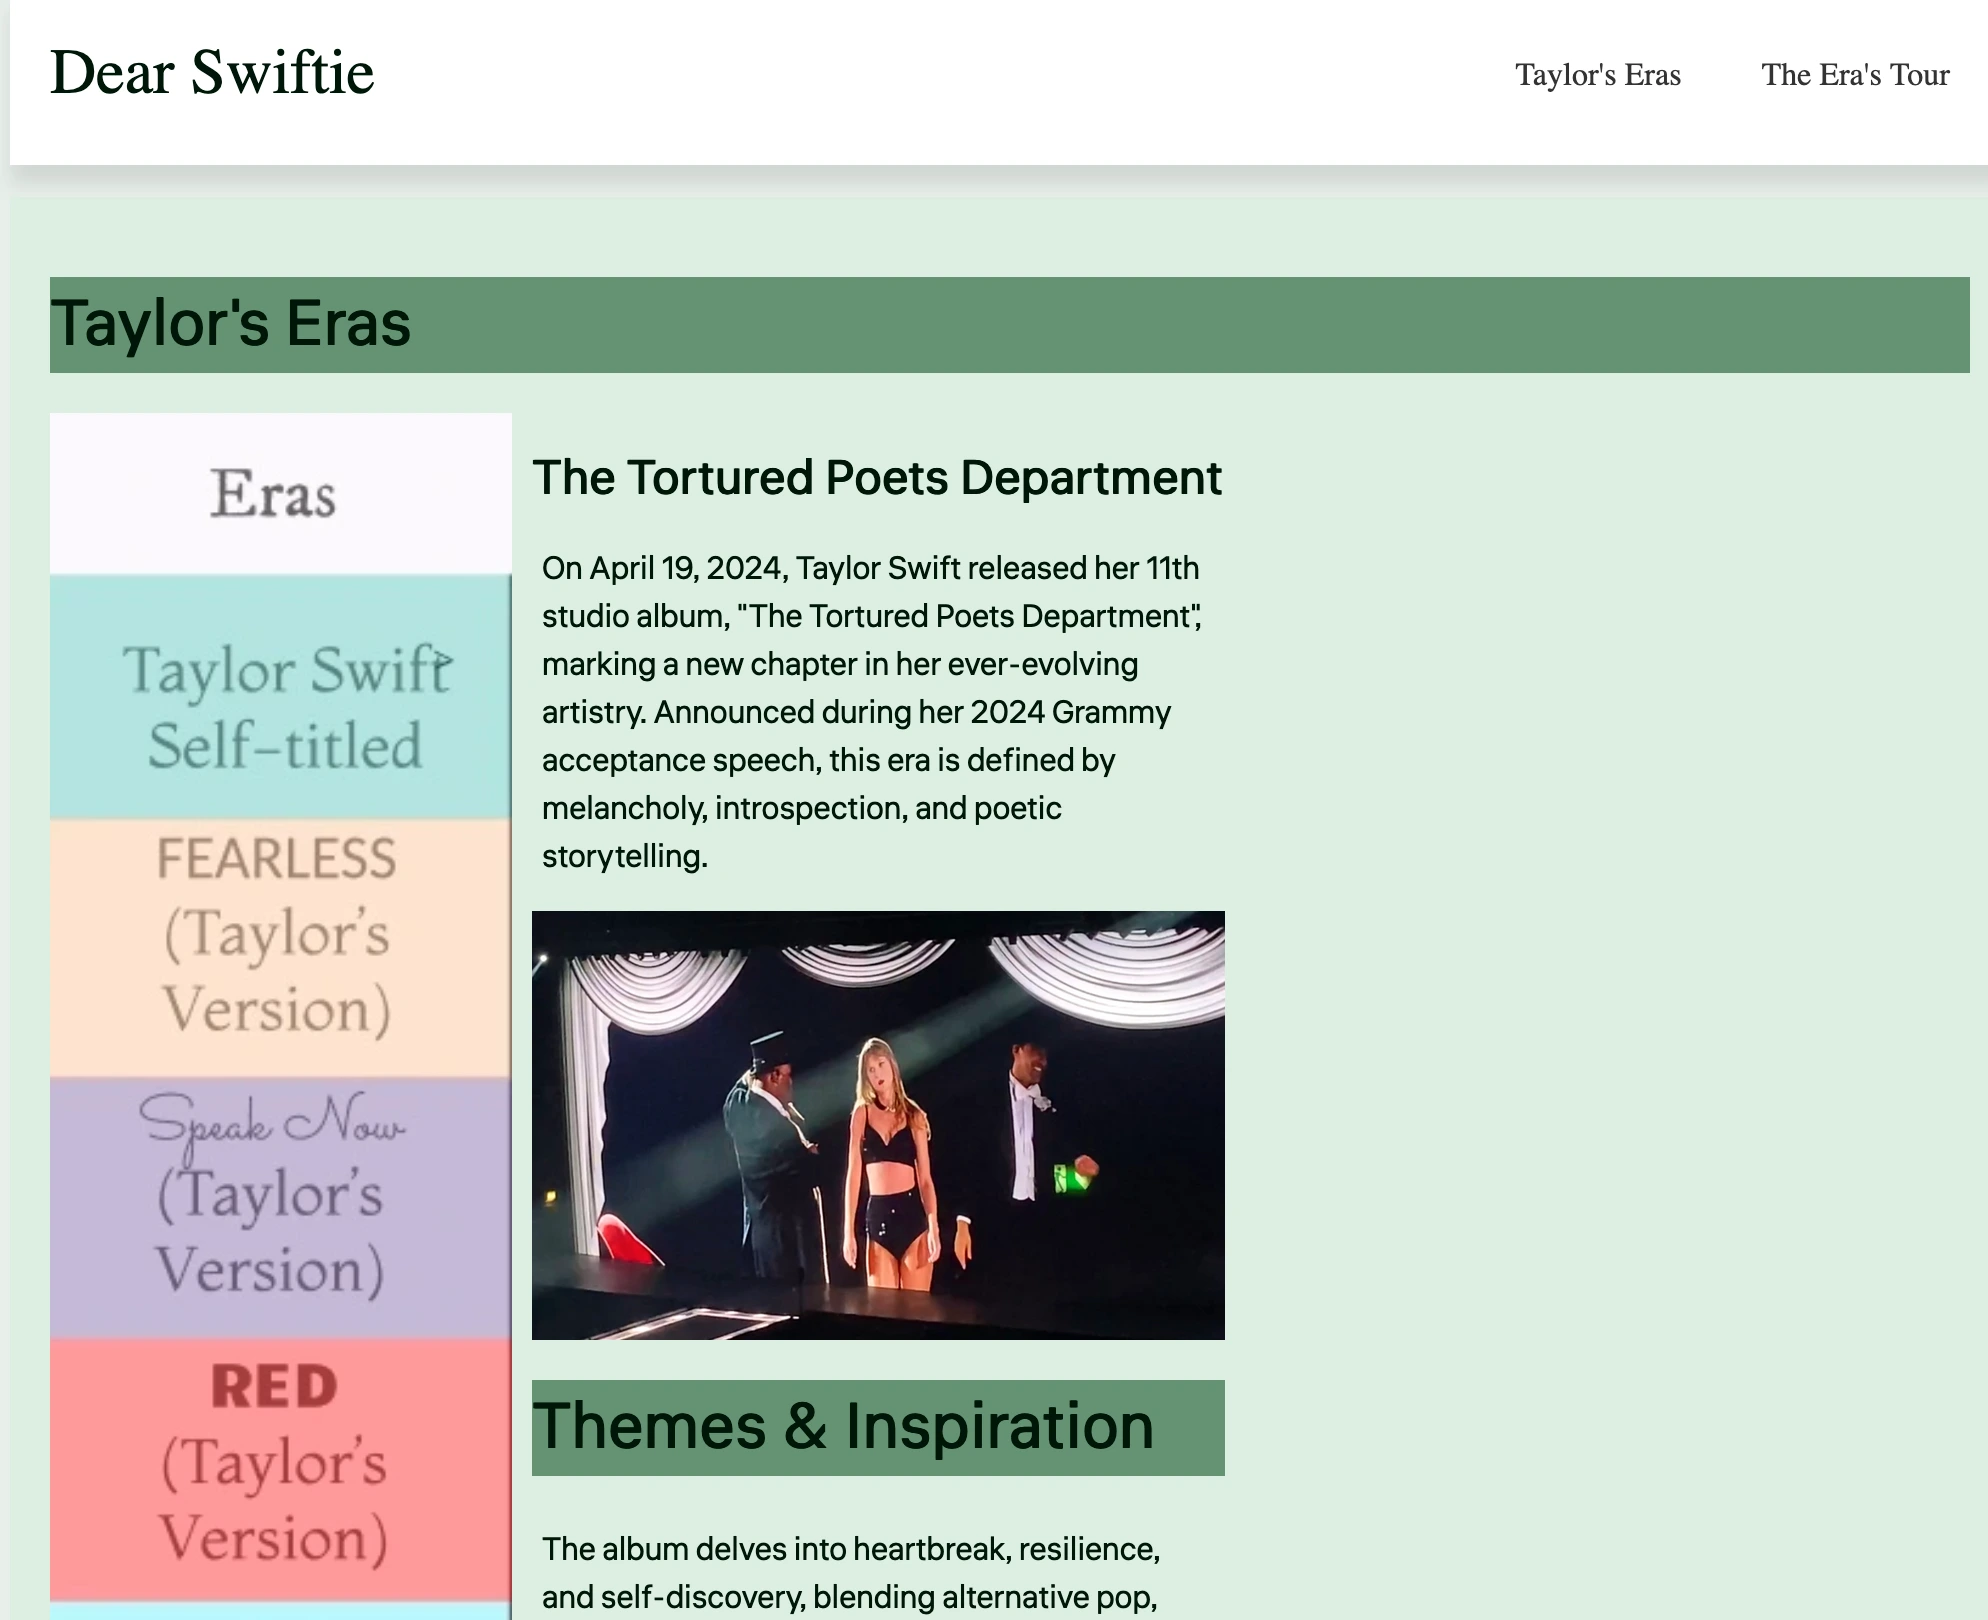 Dear Swiftie
Taylor's Eras
The Era's Tour
Taylor's Eras
Eras
Taylor Swift
Self-titled
FEARLESS
(Taylor's
Version)
Speak Now
(Taylor's
Version)
RED
(Taylor's
Version)
The Tortured Poets Department
On April 19, 2024, Taylor Swift released her 11th
studio album, "The Tortured Poets Department",
marking a new chapter in her ever-evolving
artistry. Announced during her 2024 Grammy
acceptance speech, this era is defined by
melancholy, introspection, and poetic
storytelling.
Themes & Inspiration
The album delves into heartbreak, resilience,
and self-discovery, blending alternative pop,